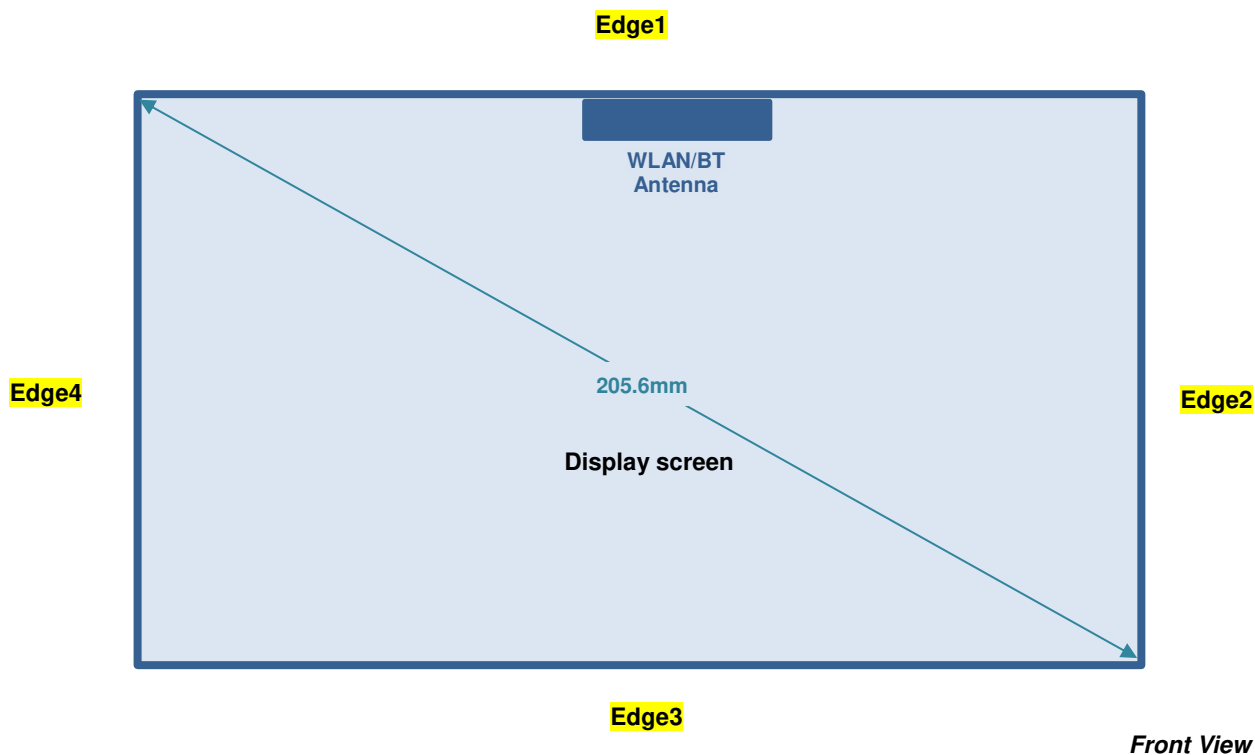 Edge1
WLAN/BT
Antenna
Edge4
205.6mm
Edge2
Display screen
Edge3
Front View